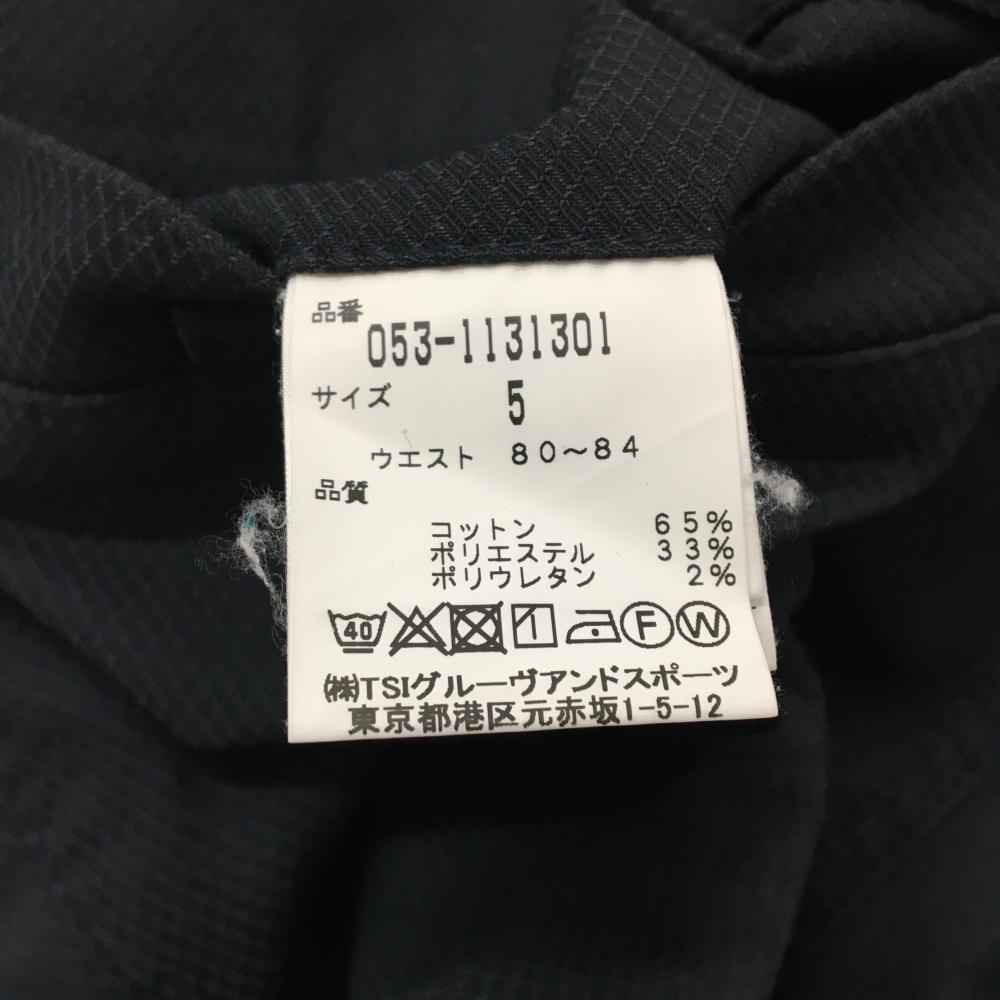 品番
053-1131301
サイズ 5
ウエスト 80～84
品質
コットン 65%
ポリエステル 33%
ポリウレタン 2%
40 F W
㈱TSIグルーヴアンドスポーツ
東京都港区元赤坂1-5-12